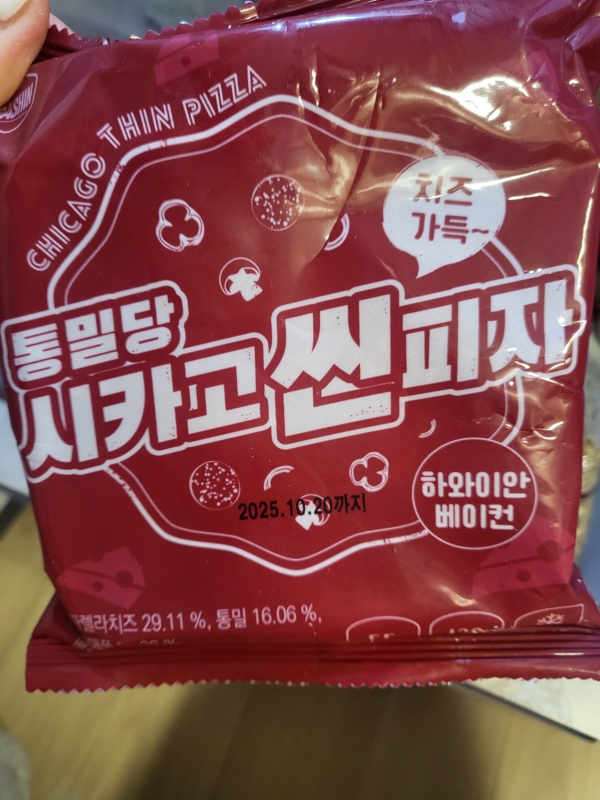 CHICAGO THIN PIZZA
치즈
가득~
통밀당
시카고 씬 피자
하와이안
베이컨
2025.10.20까지
렐라치즈 29.11 %, 통밀 16.06 %,